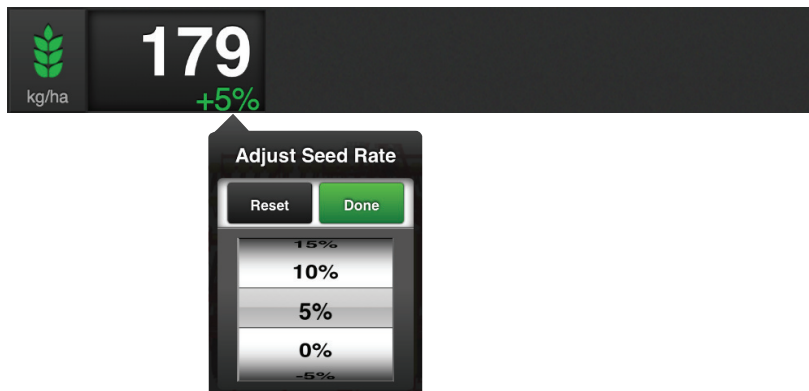 179
kg/ha
+5%
Adjust Seed Rate
Reset Done
15%
10%
5%
0%
-5%